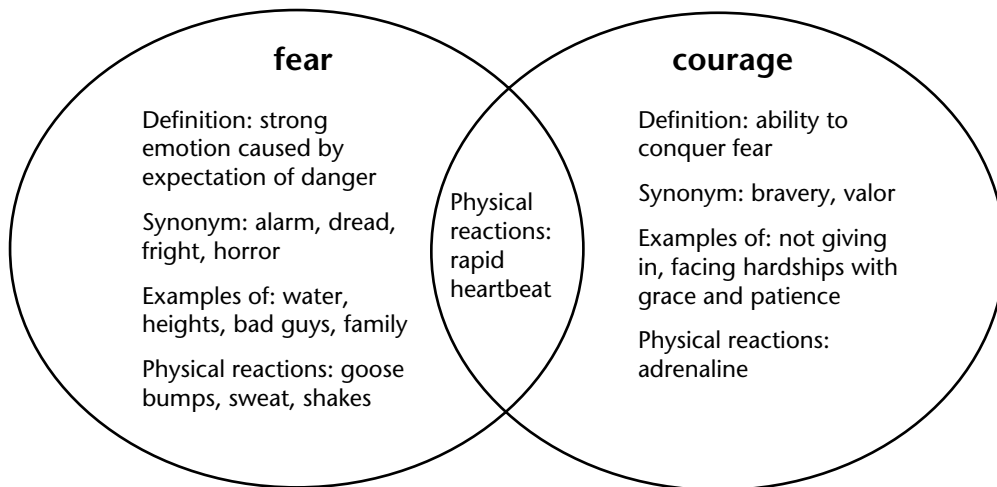 fear
Definition: strong
emotion caused by
expectation of danger
Synonym: alarm, dread,
fright, horror
Examples of: water,
heights, bad guys, family
Physical reactions: goose
bumps, sweat, shakes
Physical
reactions:
rapid
heartbeat
courage
Definition: ability to
conquer fear
Synonym: bravery, valor
Examples of: not giving
in, facing hardships with
grace and patience
Physical reactions:
adrenaline